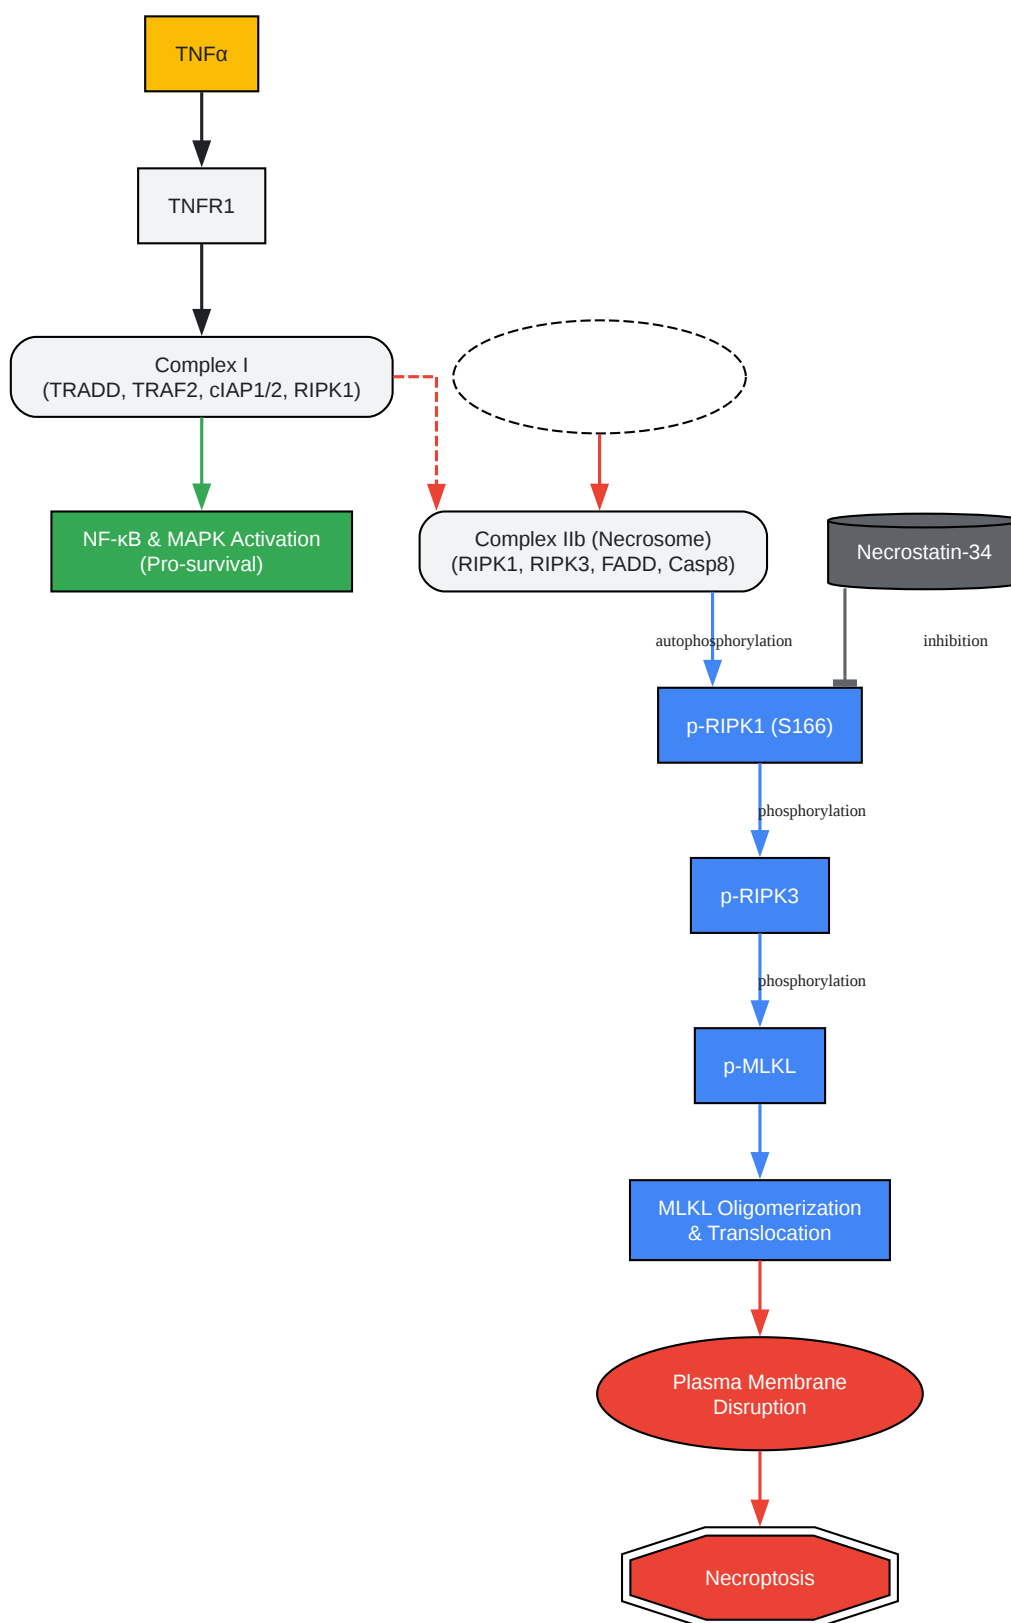 TNFα
TNFR1
Complex I
(TRADD, TRAF2, cIAP1/2, RIPK1)
NF-κB & MAPK Activation
(Pro-survival)
Complex IIb (Necrosome)
(RIPK1, RIPK3, FADD, Casp8)
Necrostatin-34
autophosphorylation
inhibition
p-RIPK1 (S166)
phosphorylation
p-RIPK3
phosphorylation
p-MLKL
MLKL Oligomerization
& Translocation
Plasma Membrane
Disruption
Necroptosis